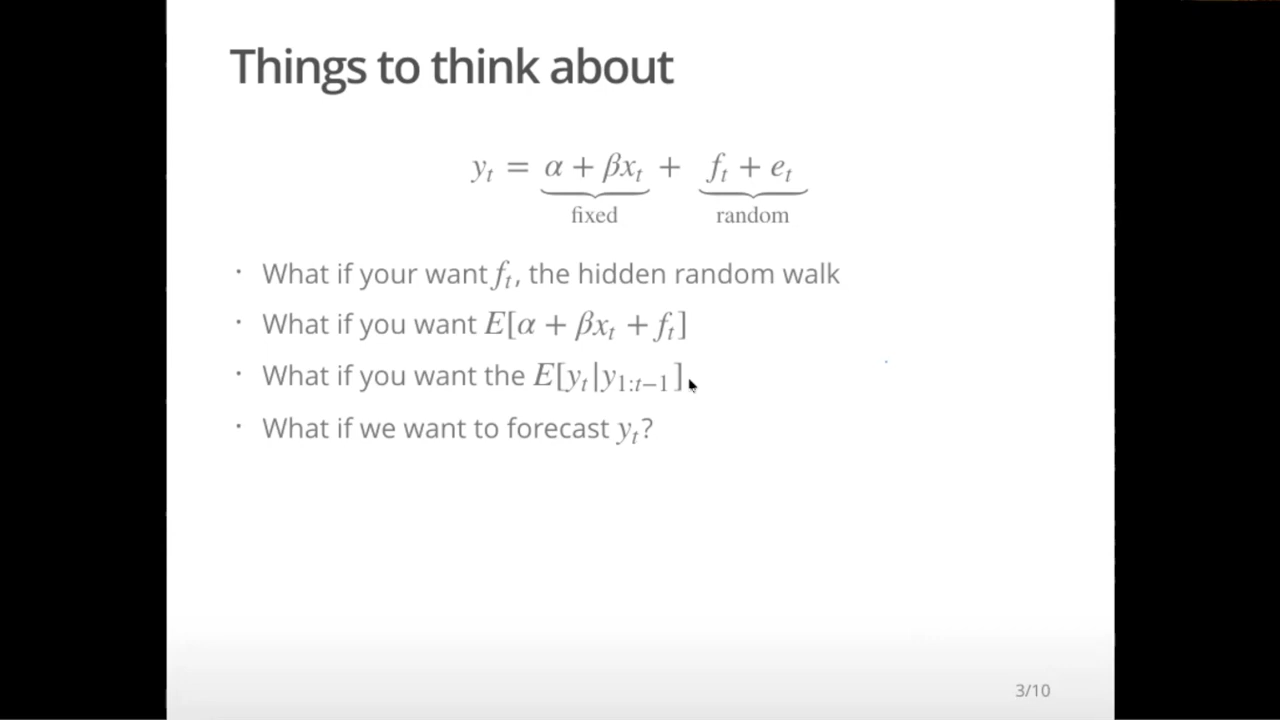 Things to think about
yₜ = α + βxₜ + fₜ + eₜ
fixed random
· What if your want fₜ, the hidden random walk
· What if you want E[α + βxₜ + fₜ]
· What if you want the E[yₜ|y₁:ₜ₋₁]
· What if we want to forecast yₜ?
3/10